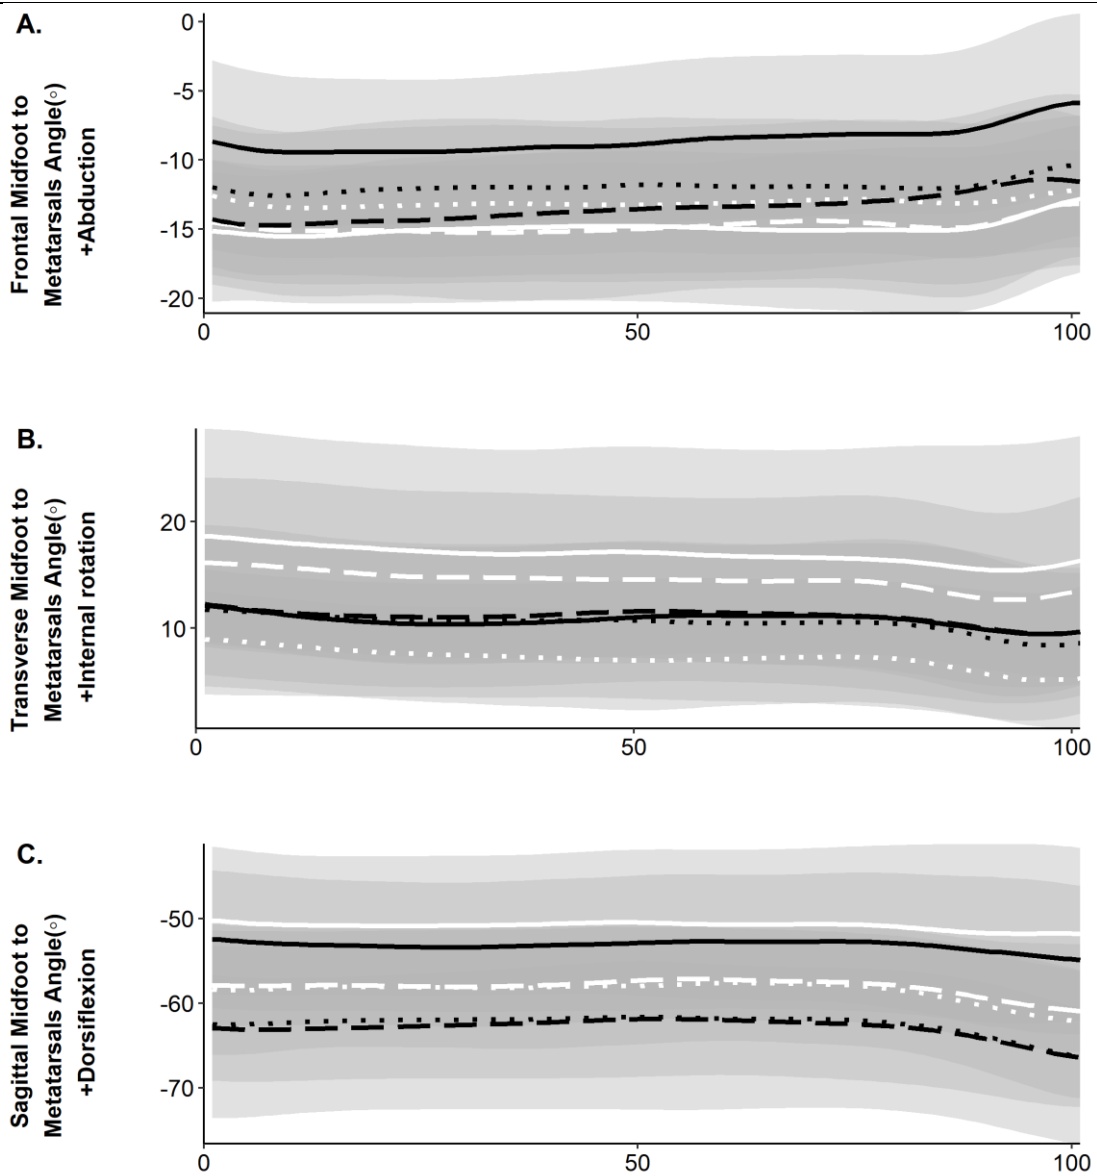 A.
Frontal Midfoot to
Metatarsals Angle(°)
+Abduction
0
-5
-10
-15
-20
0
50
100
B.
Transverse Midfoot to
Metatarsals Angle(°)
+Internal rotation
20
10
0
50
100
C.
Sagittal Midfoot to
Metatarsals Angle(°)
+Dorsiflexion
-50
-60
-70
0
50
100